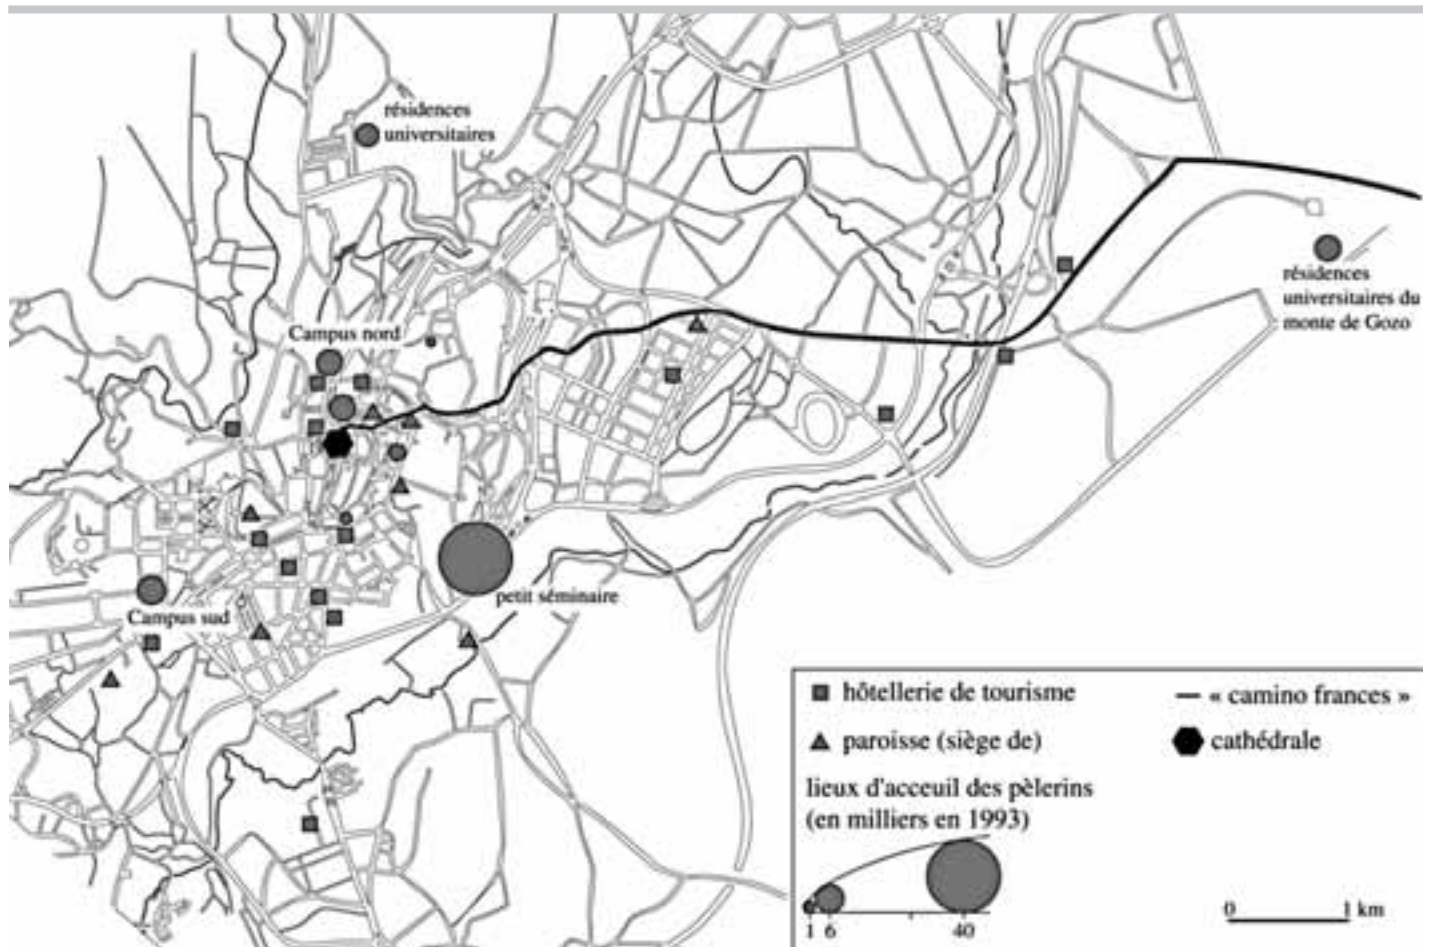 résidences
universitaires
résidences
universitaires du
monte de Gozo
Campus nord
petit séminaire
Campus sud
hôtellerie de tourisme
« camino frances »
paroisse (siège de)
cathédrale
lieux d'acceuil des pèlerins
(en milliers en 1993)
1 6 40
0 1 km